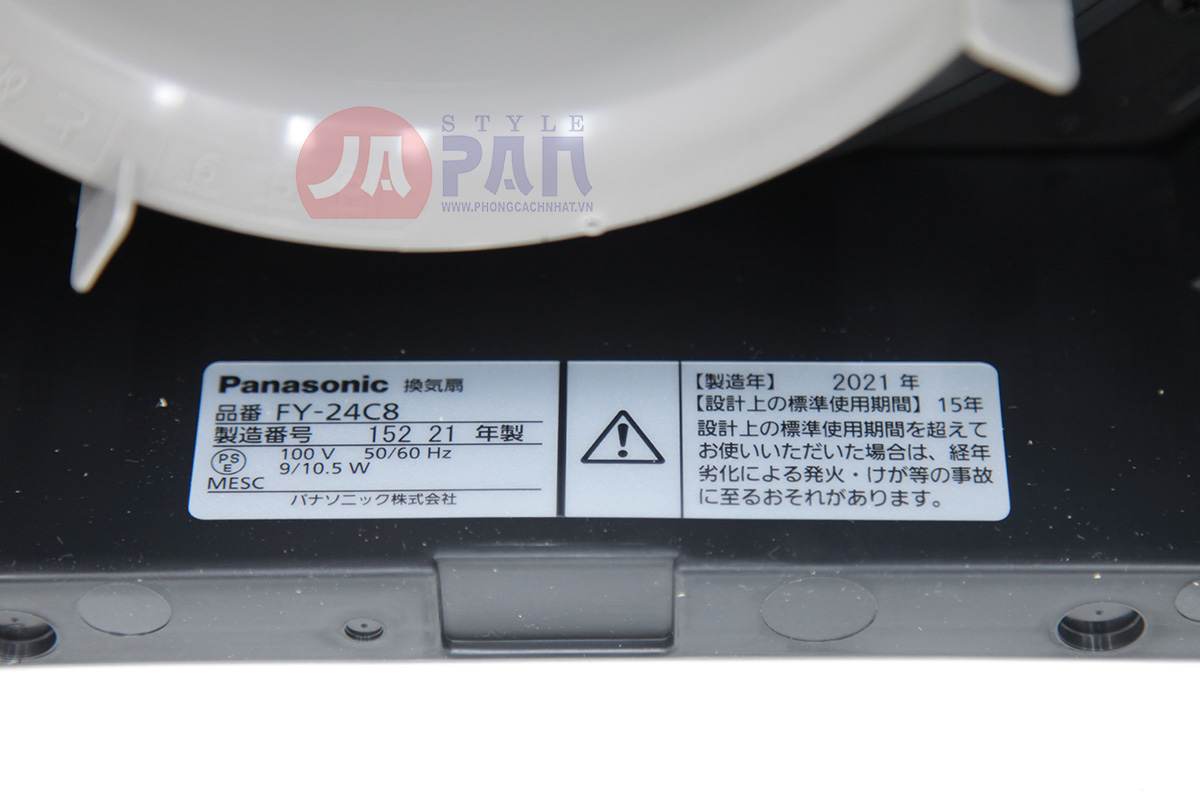 STYLE
JAPAN
WWW.PHONGCACHNHAT.VN
Panasonic 換気扇
品番 FY-24C8
製造番号 152 21 年製
PS E 100 V 50/60 Hz
9/10.5 W
MESC
パナソニック株式会社
【製造年】 2021 年
【設計上の標準使用期間】 15年
設計上の標準使用期間を超えて
お使いいただいた場合は、経年
劣化による発火・けが等の事故
に至るおそれがあります。